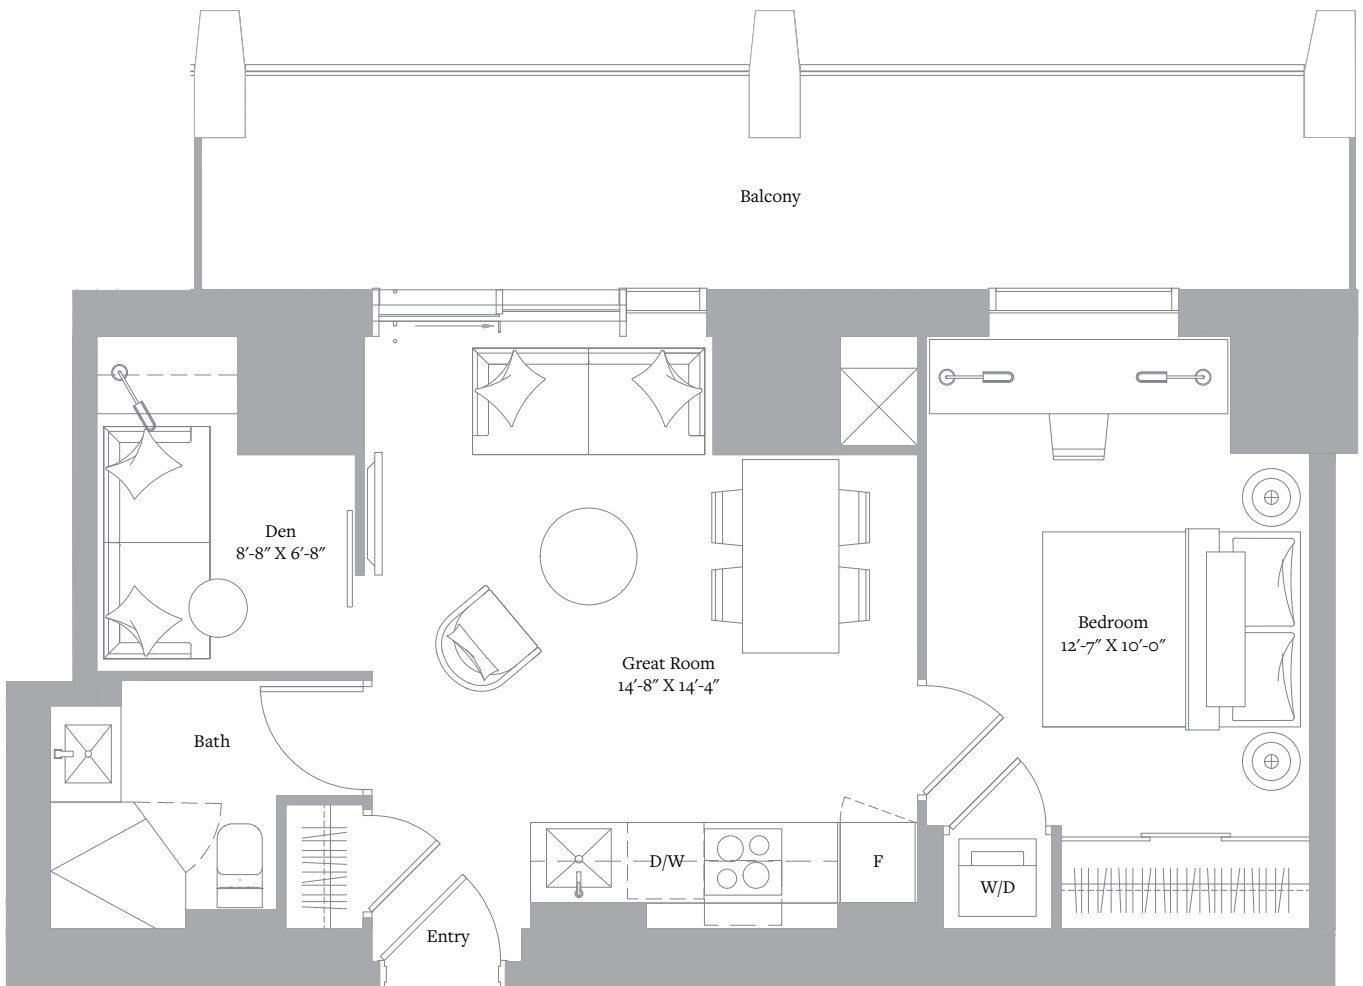 Balcony
Den
8′-8″ X 6′-8″
Bedroom
12′-7″ X 10′-0″
Great Room
14′-8″ X 14′-4″
Bath
D/W
F
W/D
Entry